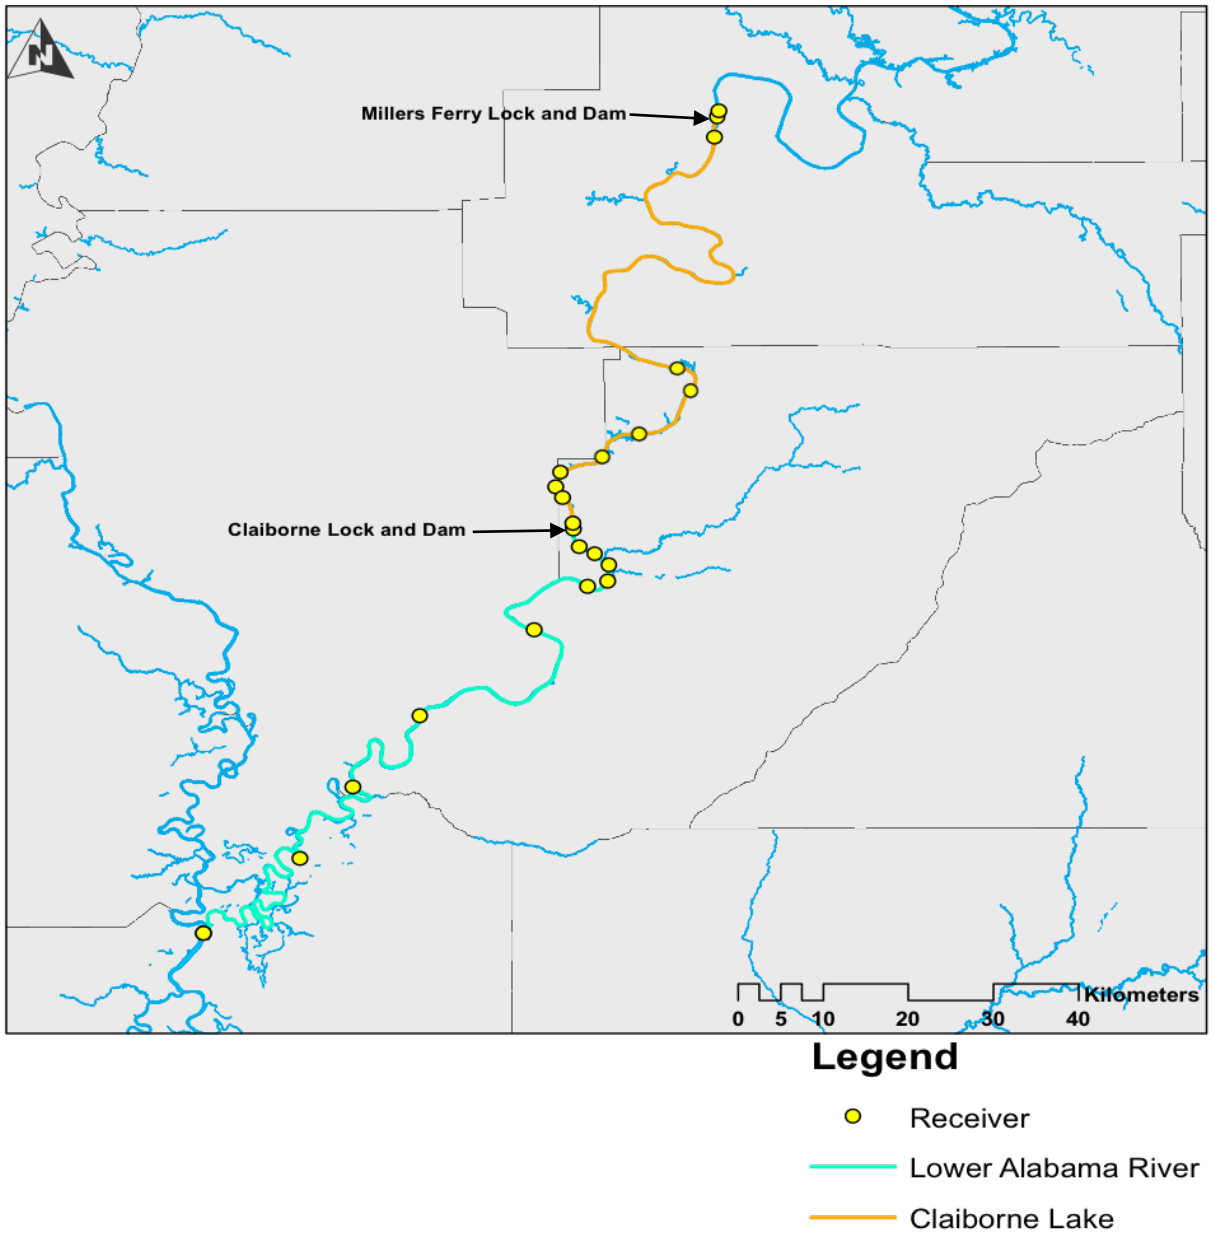 N
Millers Ferry Lock and Dam
Claiborne Lock and Dam
Kilometers
0 5 10 20 30 40
Legend
Receiver
Lower Alabama River
Claiborne Lake